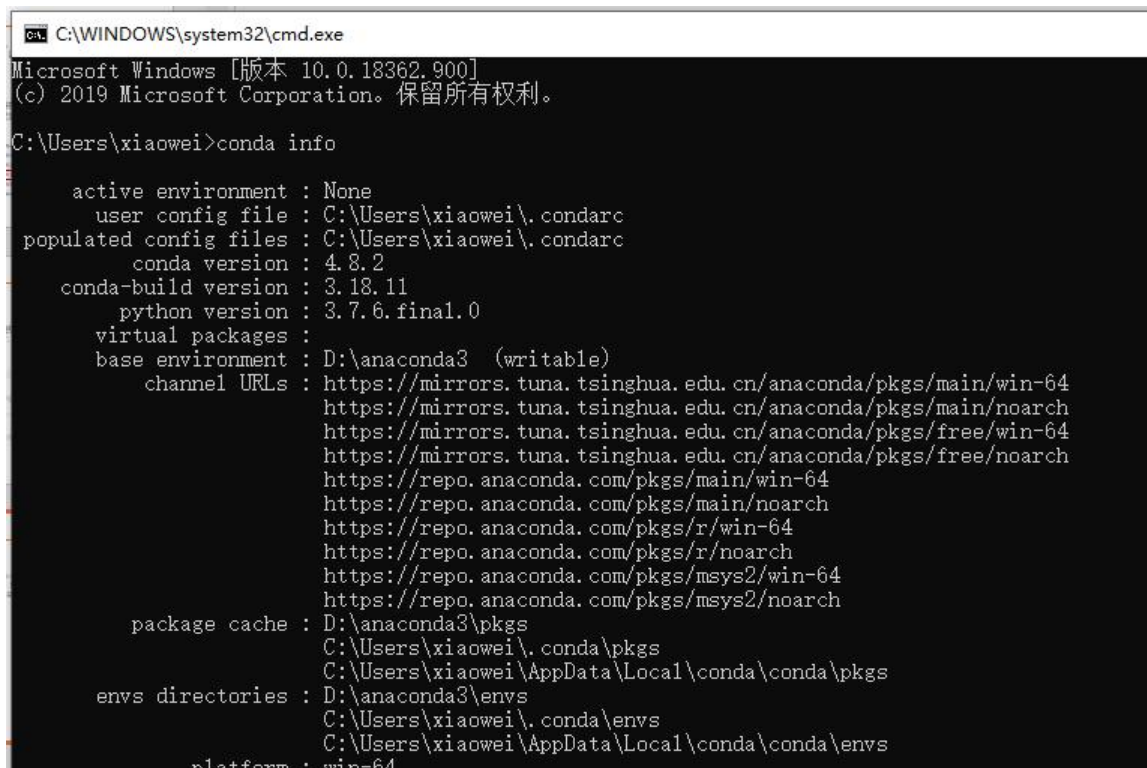 C:\WINDOWS\system32\cmd.exe
Microsoft Windows [版本 10.0.18362.900]
(c) 2019 Microsoft Corporation。保留所有权利。
C:\Users\xiaowei>conda info
active environment : None
user config file : C:\Users\xiaowei\.condarc
populated config files : C:\Users\xiaowei\.condarc
conda version : 4.8.2
conda-build version : 3.18.11
python version : 3.7.6.final.0
virtual packages :
base environment : D:\anaconda3  (writable)
channel URLs : https://mirrors.tuna.tsinghua.edu.cn/anaconda/pkgs/main/win-64
https://mirrors.tuna.tsinghua.edu.cn/anaconda/pkgs/main/noarch
https://mirrors.tuna.tsinghua.edu.cn/anaconda/pkgs/free/win-64
https://mirrors.tuna.tsinghua.edu.cn/anaconda/pkgs/free/noarch
https://repo.anaconda.com/pkgs/main/win-64
https://repo.anaconda.com/pkgs/main/noarch
https://repo.anaconda.com/pkgs/r/win-64
https://repo.anaconda.com/pkgs/r/noarch
https://repo.anaconda.com/pkgs/msys2/win-64
https://repo.anaconda.com/pkgs/msys2/noarch
package cache : D:\anaconda3\pkgs
C:\Users\xiaowei\.conda\pkgs
C:\Users\xiaowei\AppData\Local\conda\conda\pkgs
envs directories : D:\anaconda3\envs
C:\Users\xiaowei\.conda\envs
C:\Users\xiaowei\AppData\Local\conda\conda\envs
platform : win-64